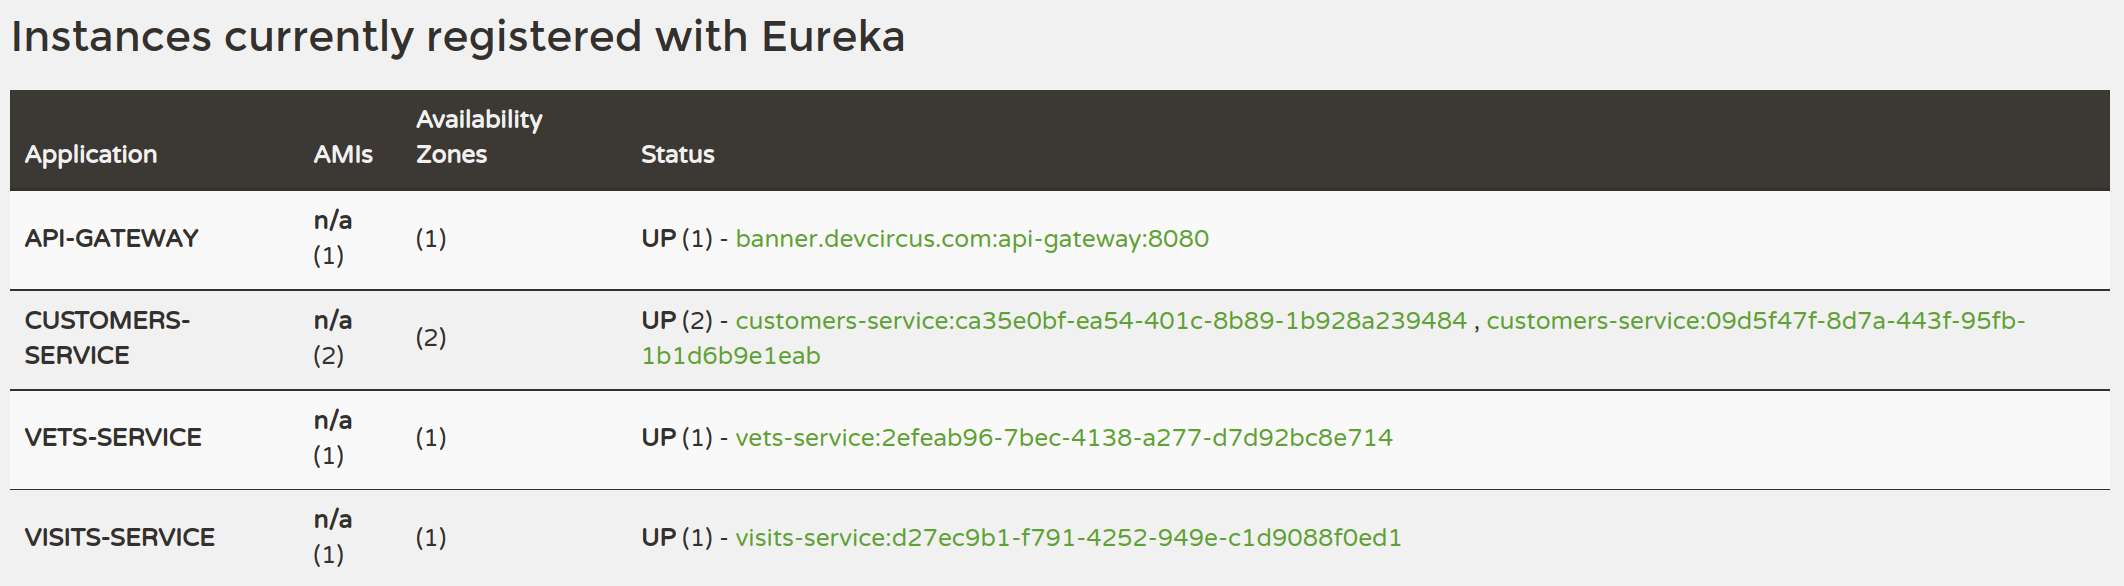 Instances currently registered with Eureka
Application AMIs Availability Zones Status
API-GATEWAY n/a (1) (1) UP (1) - banner.devcircus.com:api-gateway:8080
CUSTOMERS-SERVICE n/a (2) (2) UP (2) - customers-service:ca35e0bf-ea54-401c-8b89-1b928a239484 , customers-service:09d5f47f-8d7a-443f-95fb-
1b1d6b9e1eab
VETS-SERVICE n/a (1) (1) UP (1) - vets-service:2efeab96-7bec-4138-a277-d7d92bc8e714
VISITS-SERVICE n/a (1) (1) UP (1) - visits-service:d27ec9b1-f791-4252-949e-c1d9088f0ed1